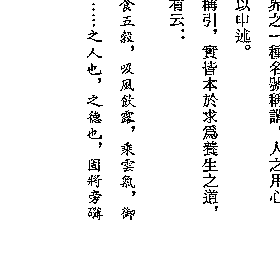 界之一種名號稱謂。人之用心
以申述。
稱引，實皆本於求爲養生之道，
有云：
食五穀，吸風飲露，乘雲氣，御
……之人也，之德也，固將旁礴